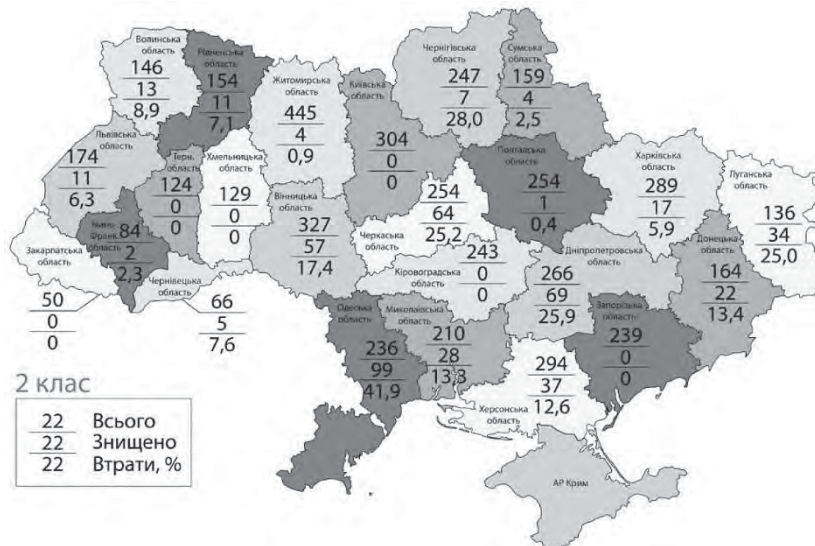 Волинська
область
146
13
8,9
Рівненська
область
154
11
7,1
Житомирська
область
445
4
0,9
Київська
область
304
0
0
Чернігівська
область
247
7
28,0
Сумська
область
159
4
2,5
Львівська
область
174
11
6,3
Терн.
область
124
0
0
Хмельницька
область
129
0
0
Вінницька
область
327
57
17,4
Черкаська
область
254
64
25,2
Полтавська
область
254
1
0,4
Харківська
область
289
17
5,9
Луганська
область
136
34
25,0
Закарпатська
область
50
0
0
Івано-
Франк.
область
84
2
2,3
Чернівецька
область
66
5
7,6
Кіровоградська
область
243
0
0
Дніпропетровська
область
266
69
25,9
Донецька
область
164
22
13,4
Одеська
область
236
99
41,9
Миколаївська
область
210
28
13,3
Запорізька
область
239
0
0
Херсонська
область
294
37
12,6
АР Крим
2 клас
22 Всього
22 Знищено
22 Втрати, %